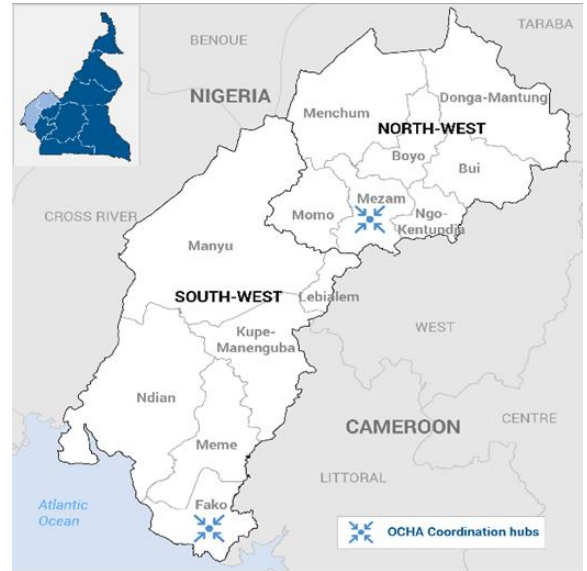 TARABA
BENOUE
NIGERIA
Donga-Mantung
Menchum
NORTH-WEST
Boyo
Bui
Mezam
CROSS RIVER
Momo
Ngo-
Kentundjia
Manyu
SOUTH-WEST
Lebialem
WEST
Kupe-
Manenguba
Ndian
CAMEROON
CENTRE
Meme
LITTORAL
Fako
Atlantic
Ocean
OCHA Coordination hubs